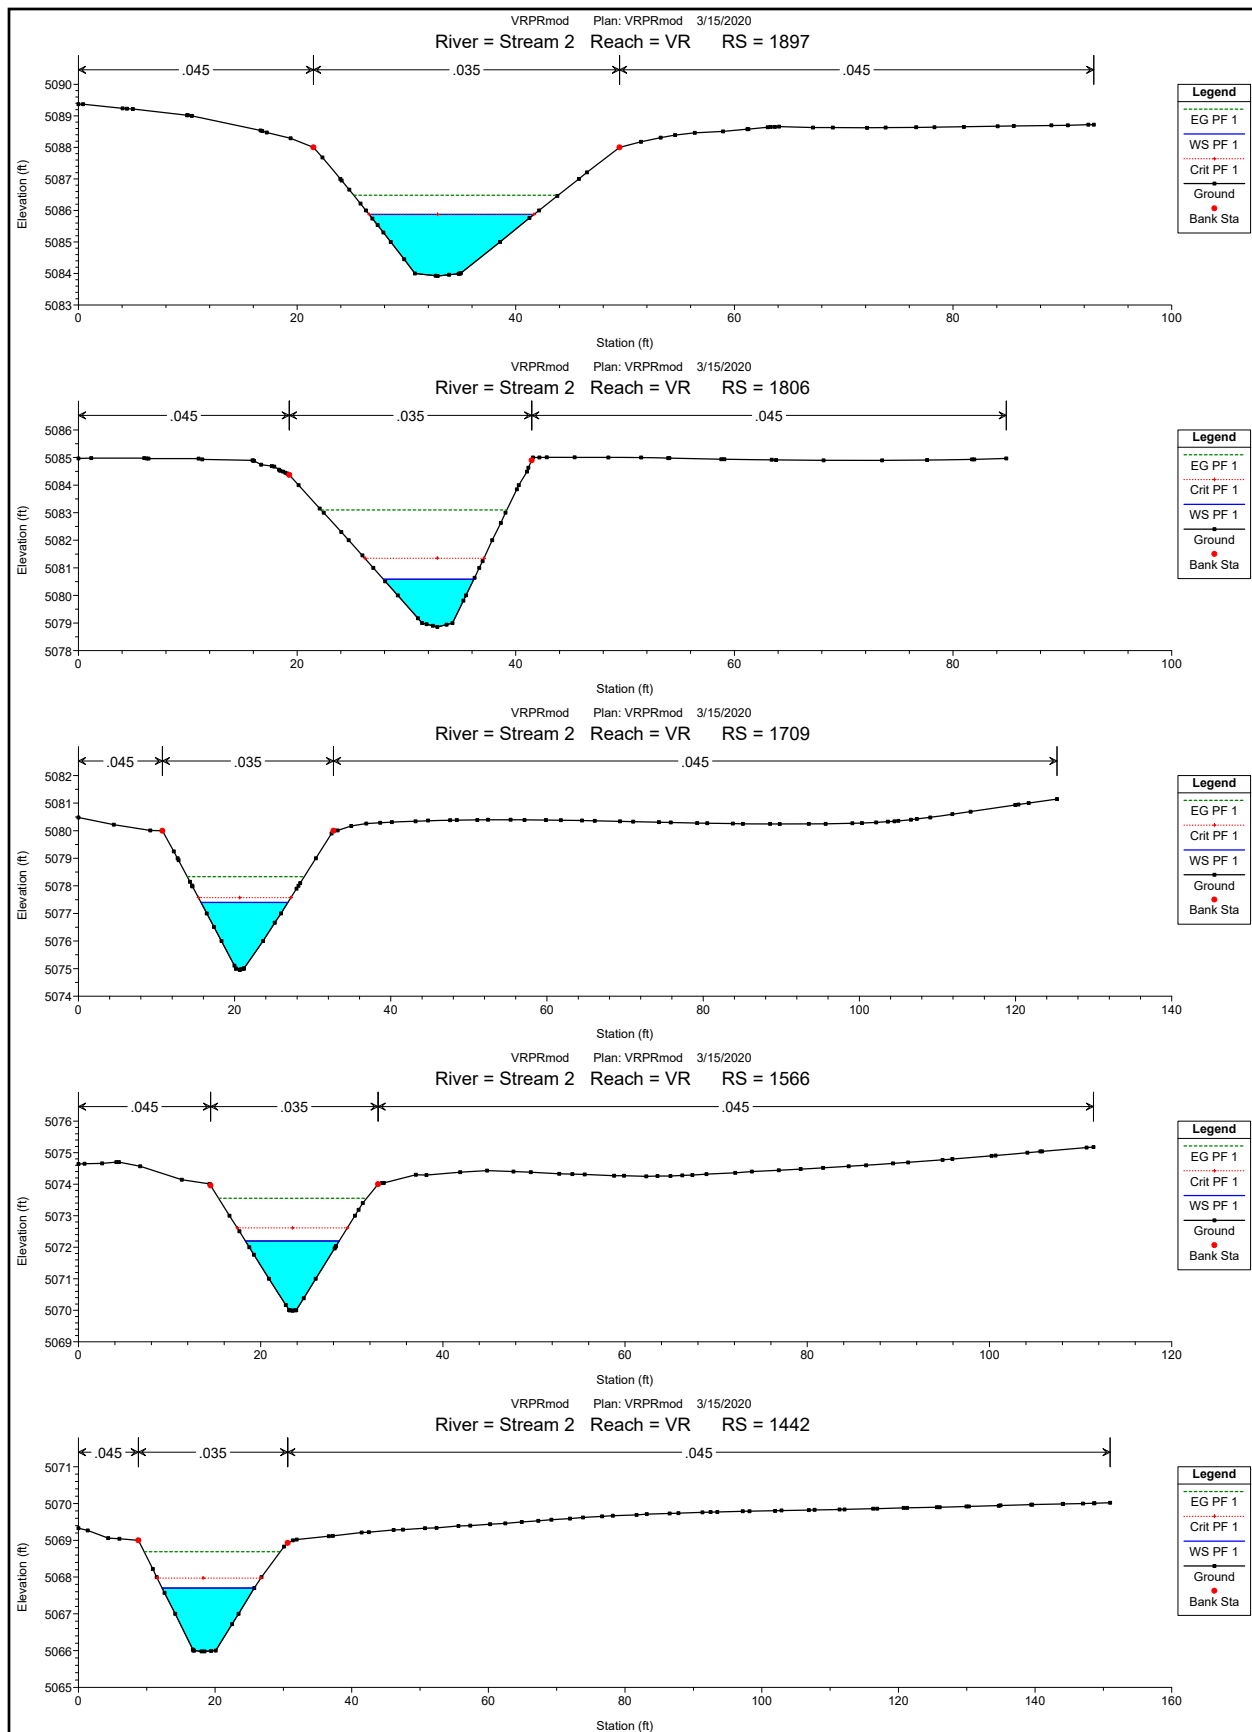 VRPRmod Plan: VRPRmod 3/15/2020
River = Stream 2 Reach = VR RS = 1897
.045 .035 .045
5090
5089
5088
5087
5086
5085
5084
5083
Elevation (ft)
0 20 40 60 80 100
Station (ft)
Legend
EG PF 1
WS PF 1
Crit PF 1
Ground
Bank Sta
VRPRmod Plan: VRPRmod 3/15/2020
River = Stream 2 Reach = VR RS = 1806
.045 .035 .045
5086
5085
5084
5083
5082
5081
5080
5079
5078
Elevation (ft)
0 20 40 60 80 100
Station (ft)
Legend
EG PF 1
Crit PF 1
WS PF 1
Ground
Bank Sta
VRPRmod Plan: VRPRmod 3/15/2020
River = Stream 2 Reach = VR RS = 1709
.045 .035 .045
5082
5081
5080
5079
5078
5077
5076
5075
5074
Elevation (ft)
0 20 40 60 80 100 120 140
Station (ft)
Legend
EG PF 1
Crit PF 1
WS PF 1
Ground
Bank Sta
VRPRmod Plan: VRPRmod 3/15/2020
River = Stream 2 Reach = VR RS = 1566
.045 .035 .045
5076
5075
5074
5073
5072
5071
5070
5069
Elevation (ft)
0 20 40 60 80 100 120
Station (ft)
Legend
EG PF 1
Crit PF 1
WS PF 1
Ground
Bank Sta
VRPRmod Plan: VRPRmod 3/15/2020
River = Stream 2 Reach = VR RS = 1442
.045 .035 .045
5071
5070
5069
5068
5067
5066
5065
Elevation (ft)
0 20 40 60 80 100 120 140 160
Station (ft)
Legend
EG PF 1
Crit PF 1
WS PF 1
Ground
Bank Sta